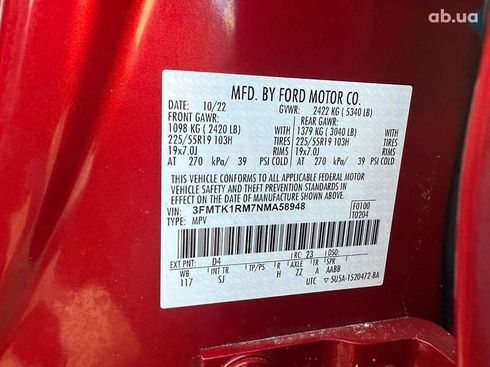 ab.ua
MFD. BY FORD MOTOR CO.
DATE: 10/22 GVWR: 2422 KG ( 5340 LB)
FRONT GAWR: REAR GAWR:
1098 KG ( 2420 LB) WITH 1379 KG ( 3040 LB) WITH
225/55R19 103H TIRES 225/55R19 103H TIRES
19x7.0J RIMS 19x7.0J RIMS
AT 270 kPa/ 39 PSI COLD AT 270 kPa/ 39 PSI COLD
THIS VEHICLE CONFORMS TO ALL APPLICABLE FEDERAL MOTOR
VEHICLE SAFETY AND THEFT PREVENTION STANDARDS IN
EFFECT ON THE DATE OF MANUFACTURE SHOWN ABOVE.
VIN: 3FMTK1RM7NMA58948 F0100
TYPE: MPV T0204
EXT PNT: D4 RC: 23 DSO:
WB INT TR TP/PS R AXLE TR SPR
117 SJ H ZZ A AABB
UTC ▽ 5U5A-1520472-BA